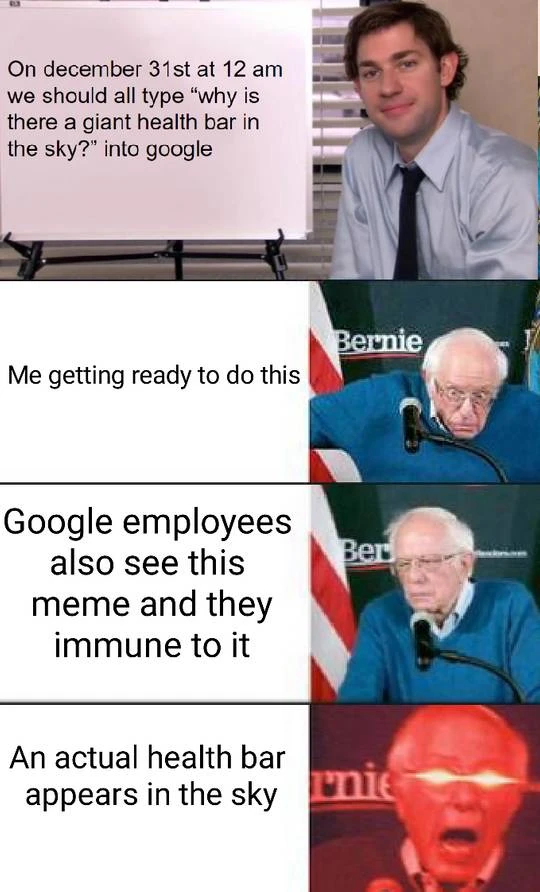 On december 31st at 12 am
we should all type “why is
there a giant health bar in
the sky?” into google
Me getting ready to do this
Bernie
Google employees
also see this
meme and they
immune to it
Ber
An actual health bar
appears in the sky
rnie